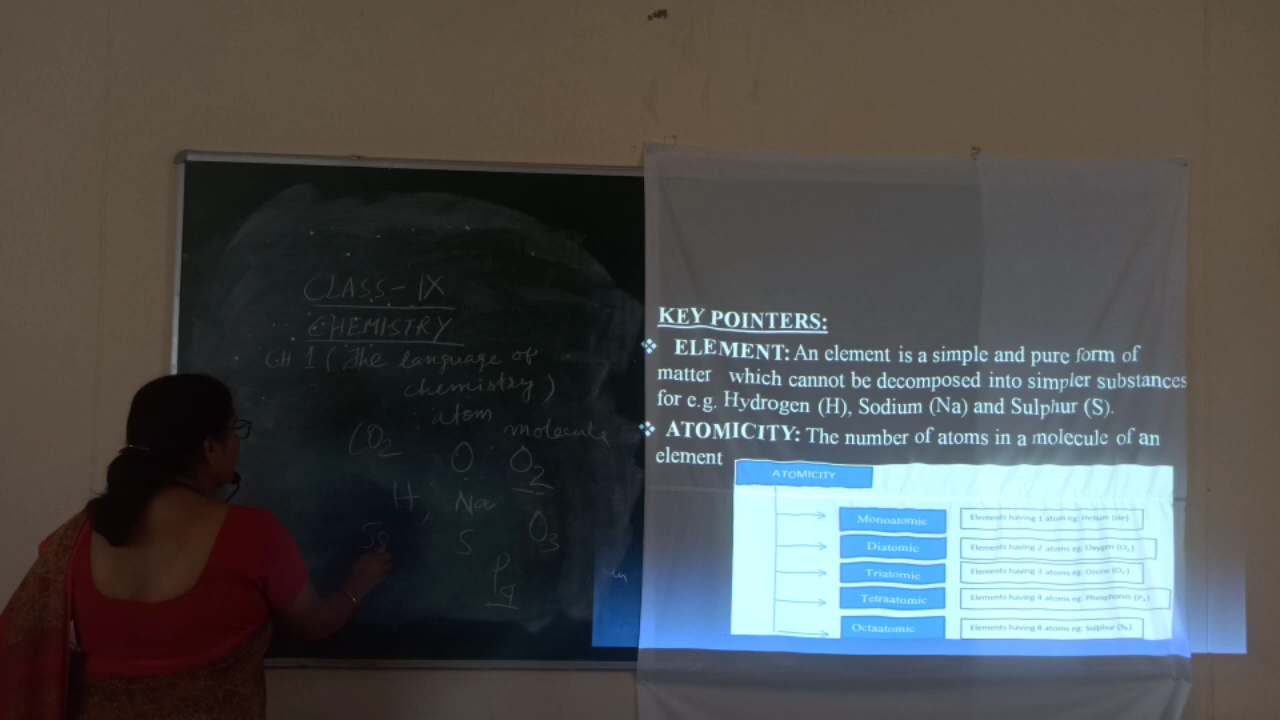 CLASS-IX
CHEMISTRY
CH 1 (The language of
chemistry)
atom
molecule
CO2
O
O2
H,
Na
S8
S
O3
P4
KEY POINTERS:
❖ ELEMENT: An element is a simple and pure form of
matter which cannot be decomposed into simpler substances
for e.g. Hydrogen (H), Sodium (Na) and Sulphur (S).
❖ ATOMICITY: The number of atoms in a molecule of an
element
ATOMICITY
Monoatomic Elements having 1 atom eg: Helium (He)
Diatomic Elements having 2 atoms eg: Oxygen (O₂)
Triatomic Elements having 3 atoms eg: Ozone (O₃)
Tetraatomic Elements having 4 atoms eg: Phosphorus (P₄)
Octaatomic Elements having 8 atoms eg: Sulphur (S₈)